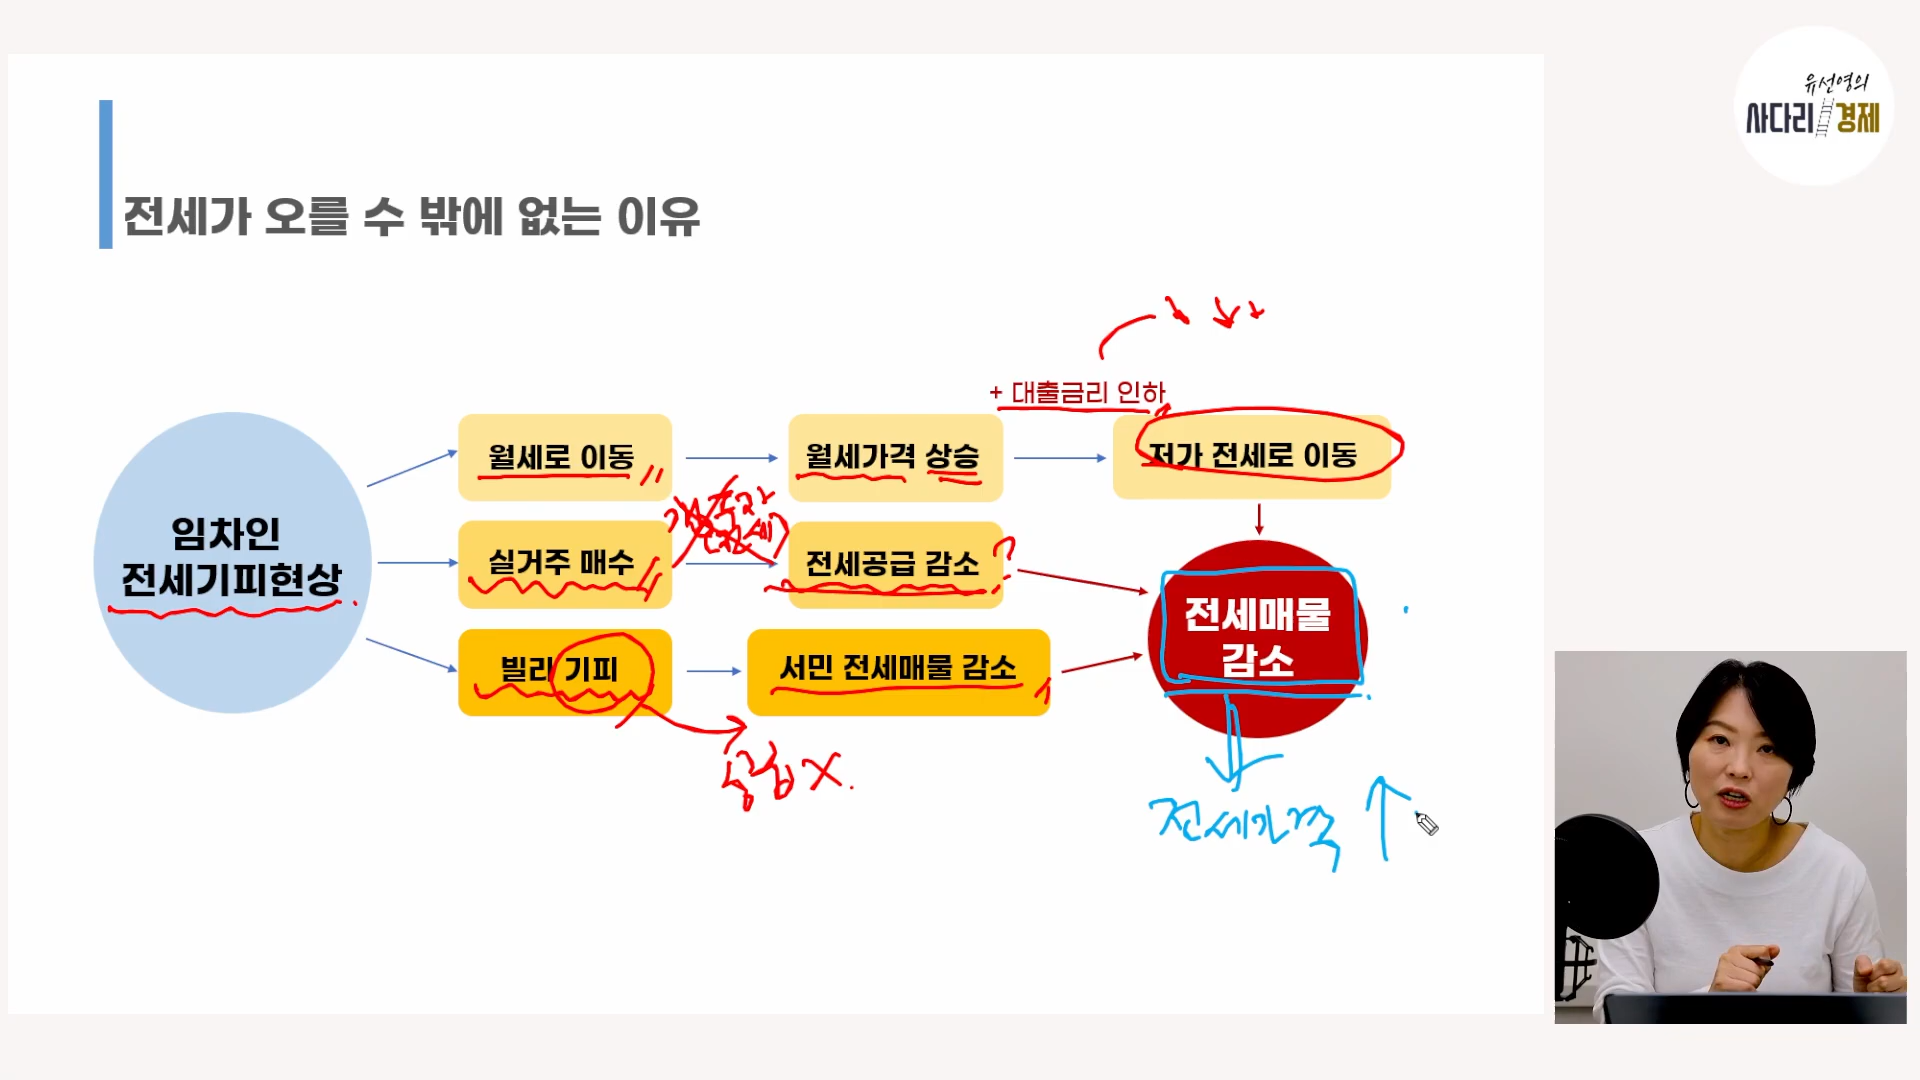 유선영의
사다리 경제
전세가 오를 수 밖에 없는 이유
+ 대출금리 인하
월세로 이동
월세가격 상승
저가 전세로 이동
임차인
전세기피현상
실거주 매수
전세공급 감소
?
빌라 기피
서민 전세매물 감소
전세매물
감소
상승 X
전세가격 ↑